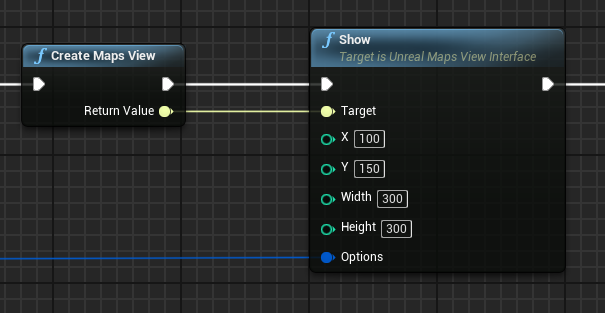 f Create Maps View
Return Value
f Show
Target is Unreal Maps View Interface
Target
X 100
Y 150
Width 300
Height 300
Options